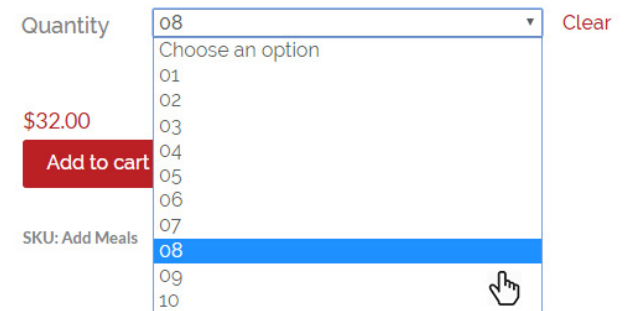 Quantity 08 Clear
Choose an option
01
02
03
04
05
06
07
08
09
10
$32.00
Add to cart
SKU: Add Meals